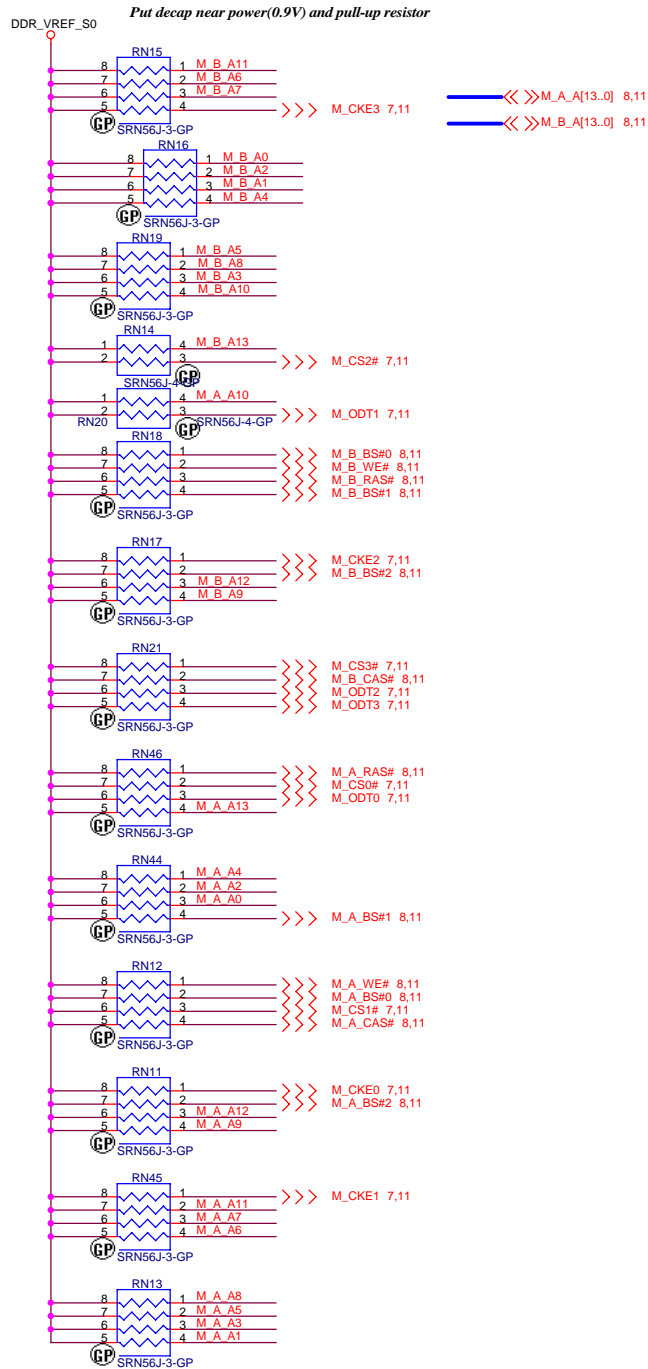 Put decap near power(0.9V) and pull-up resistor
DDR_VREF_S0
RN15
8 1 M_B_A11
7 2 M_B_A6
6 3 M_B_A7
5 4 M_CKE3 7,11
GP SRN56J-3-GP
M_A_A[13..0] 8,11
M_B_A[13..0] 8,11
RN16
8 1 M_B_A0
7 2 M_B_A2
6 3 M_B_A1
5 4 M_B_A4
GP SRN56J-3-GP
RN19
8 1 M_B_A5
7 2 M_B_A8
6 3 M_B_A3
5 4 M_B_A10
GP SRN56J-3-GP
RN14
1 4 M_B_A13
2 3 M_CS2# 7,11
SRN56J-4-GP GP
1 4 M_A_A10
2 3 M_ODT1 7,11
RN20 GP SRN56J-4-GP
RN18
8 1 M_B_BS#0 8,11
7 2 M_B_WE# 8,11
6 3 M_B_RAS# 8,11
5 4 M_B_BS#1 8,11
GP SRN56J-3-GP
RN17
8 1 M_CKE2 7,11
7 2 M_B_BS#2 8,11
6 3 M_B_A12
5 4 M_B_A9
GP SRN56J-3-GP
RN21
8 1 M_CS3# 7,11
7 2 M_B_CAS# 8,11
6 3 M_ODT2 7,11
5 4 M_ODT3 7,11
GP SRN56J-3-GP
RN46
8 1 M_A_RAS# 8,11
7 2 M_CS0# 7,11
6 3 M_ODT0 7,11
5 4 M_A_A13
GP SRN56J-3-GP
RN44
8 1 M_A_A4
7 2 M_A_A2
6 3 M_A_A0
5 4 M_A_BS#1 8,11
GP SRN56J-3-GP
RN12
8 1 M_A_WE# 8,11
7 2 M_A_BS#0 8,11
6 3 M_CS1# 7,11
5 4 M_A_CAS# 8,11
GP SRN56J-3-GP
RN11
8 1 M_CKE0 7,11
7 2 M_A_BS#2 8,11
6 3 M_A_A12
5 4 M_A_A9
GP SRN56J-3-GP
RN45
8 1 M_CKE1 7,11
7 2 M_A_A11
6 3 M_A_A7
5 4 M_A_A6
GP SRN56J-3-GP
RN13
8 1 M_A_A8
7 2 M_A_A5
6 3 M_A_A3
5 4 M_A_A1
GP SRN56J-3-GP